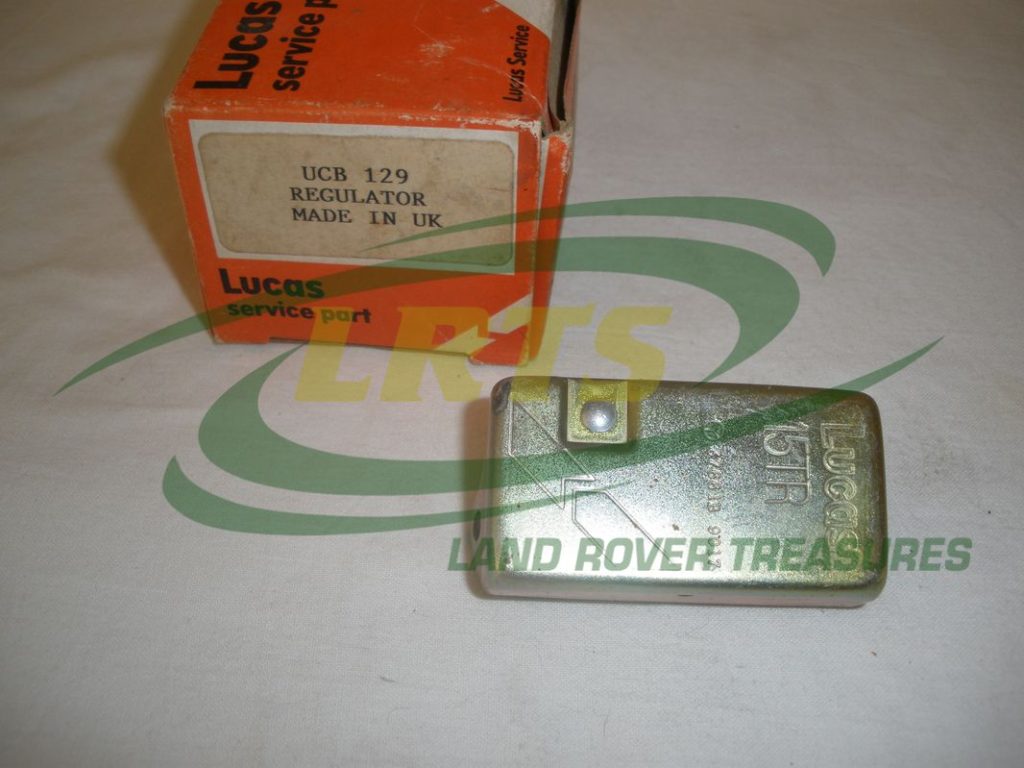 Lucas
service part
Lucas Service
UCB 129
REGULATOR
MADE IN UK
Lucas
service part
LRTS
LUCAS
15TR
LAND ROVER TREASURES